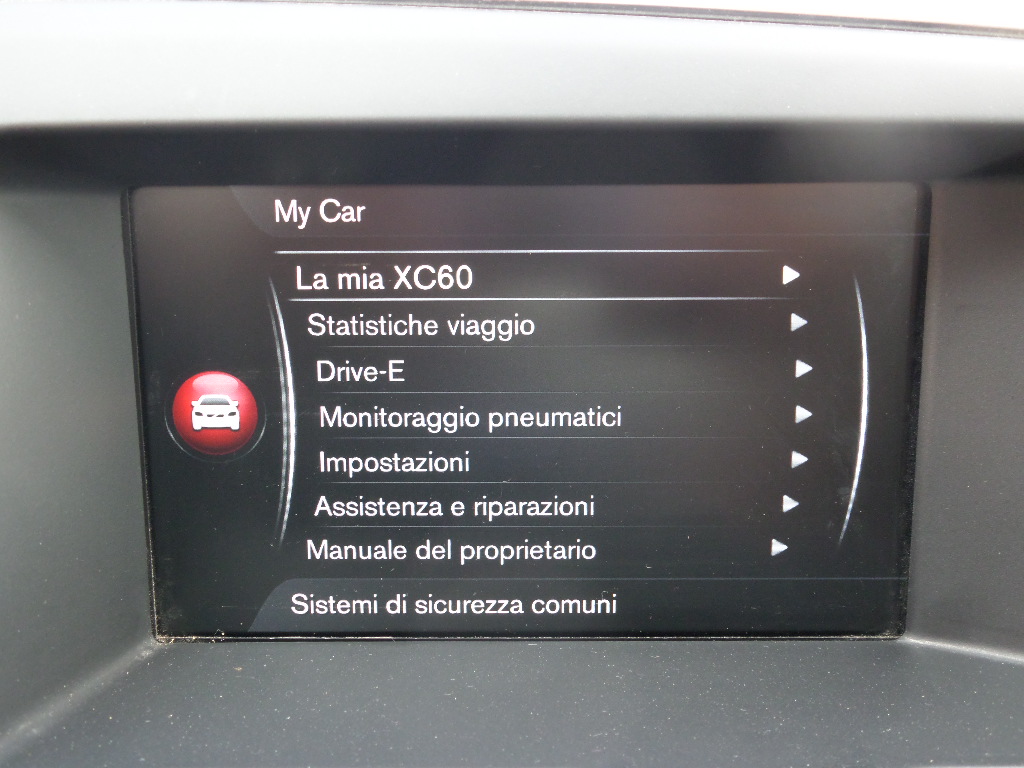 My Car
La mia XC60
Statistiche viaggio
Drive-E
Monitoraggio pneumatici
Impostazioni
Assistenza e riparazioni
Manuale del proprietario
Sistemi di sicurezza comuni